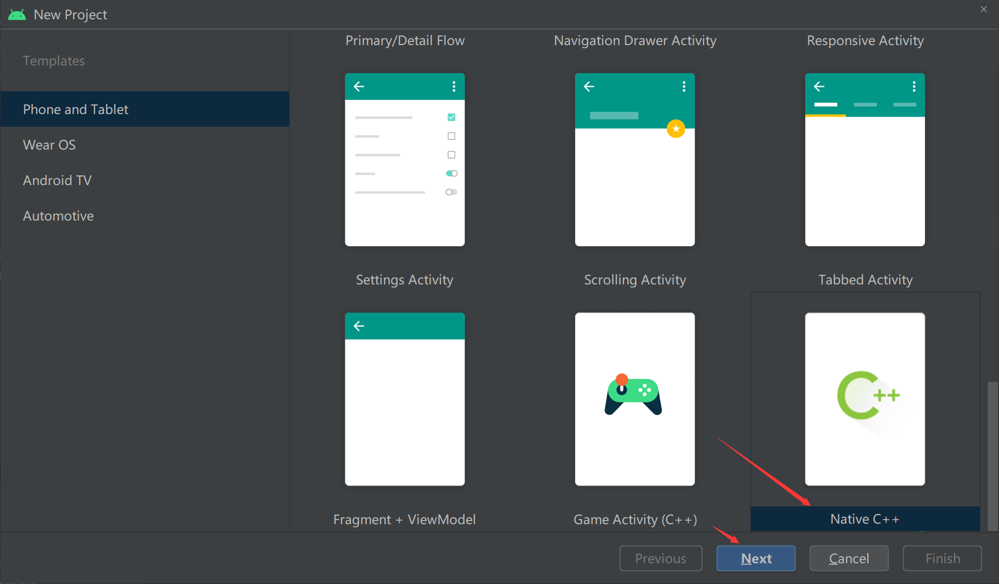 New Project
Templates
Phone and Tablet
Wear OS
Android TV
Automotive
Primary/Detail Flow
Navigation Drawer Activity
Responsive Activity
Settings Activity
Scrolling Activity
Tabbed Activity
C++
Fragment + ViewModel
Game Activity (C++)
Native C++
Previous
Next
Cancel
Finish